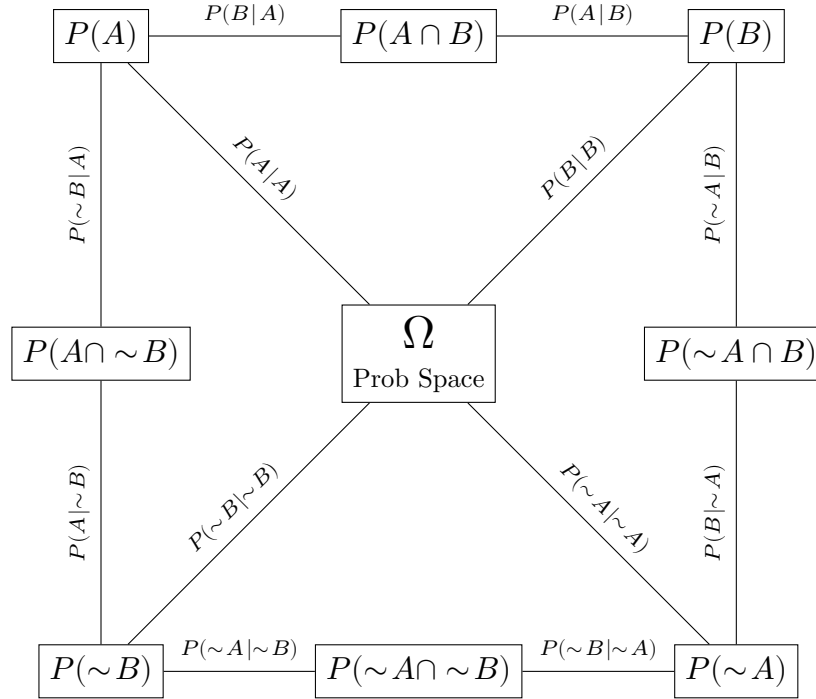 P(A)
P(B|A)
P(A ∩ B)
P(A|B)
P(B)
P(∼B|A)
P(A|A)
P(B|B)
P(∼A|B)
P(A∩ ∼B)
Ω
Prob Space
P(∼A ∩ B)
P(A|∼B)
P(∼B|∼B)
P(∼A|∼A)
P(B|∼A)
P(∼B)
P(∼A|∼B)
P(∼A∩ ∼B)
P(∼B|∼A)
P(∼A)